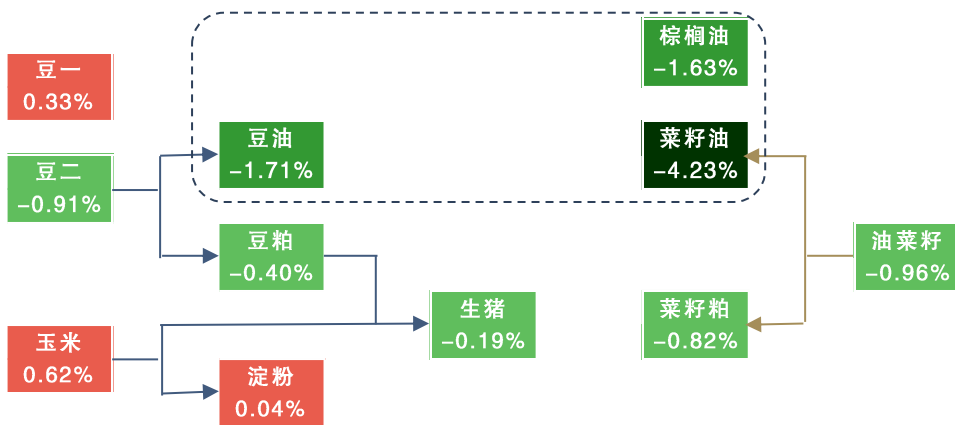 棕榈油
-1.63%
豆一
0.33%
豆油
-1.71%
菜籽油
-4.23%
豆二
-0.91%
豆粕
-0.40%
油菜籽
-0.96%
生猪
-0.19%
菜籽粕
-0.82%
玉米
0.62%
淀粉
0.04%